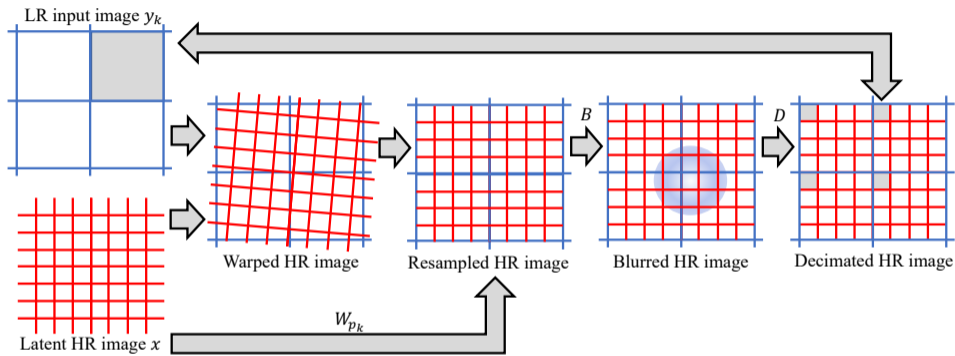 LR input image yₖ
B
D
Warped HR image
Resampled HR image
Blurred HR image
Decimated HR image
W_{p_k}
Latent HR image x